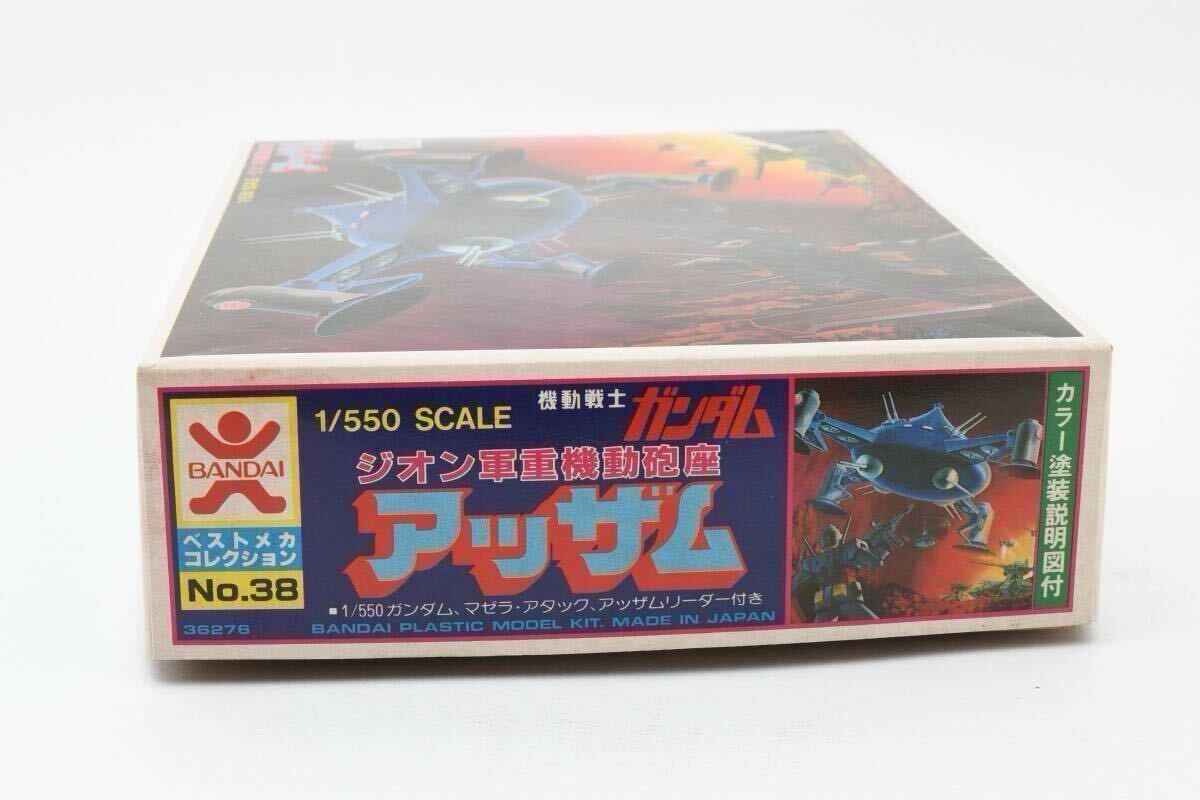 BANDAI
ベストメカ
コレクション
No.38
36276
1/550 SCALE
機動戦士 ガンダム
ジオン軍重機動砲座
アッザム
■1/550ガンダム、マゼラ・アタック、アッザムリーダー付き
BANDAI PLASTIC MODEL KIT. MADE IN JAPAN
カラー塗装説明図付